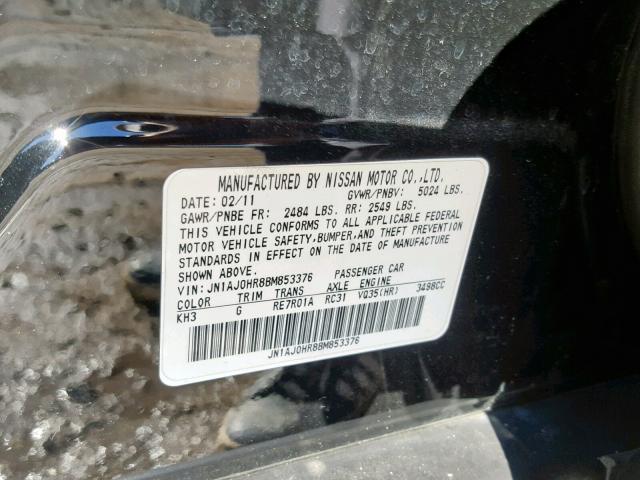 MANUFACTURED BY NISSAN MOTOR CO.,LTD.
DATE: 02/11 GVWR/PNBV: 5024 LBS.
GAWR/PNBE FR: 2484 LBS. RR: 2549 LBS.
THIS VEHICLE CONFORMS TO ALL APPLICABLE FEDERAL
MOTOR VEHICLE SAFETY,BUMPER,AND THEFT PREVENTION
STANDARDS IN EFFECT ON THE DATE OF MANUFACTURE
SHOWN ABOVE.
VIN: JN1AJ0HR8BM853376 PASSENGER CAR
COLOR TRIM TRANS AXLE ENGINE
KH3 G RE7R01A RC31 VQ35(HR) 3498CC
JN1AJ0HR8BM853376